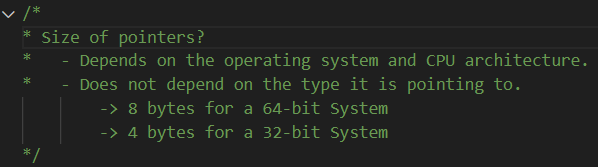 /*
* Size of pointers?
*   - Depends on the operating system and CPU architecture.
*   - Does not depend on the type it is pointing to.
        -> 8 bytes for a 64-bit System
        -> 4 bytes for a 32-bit System
*/